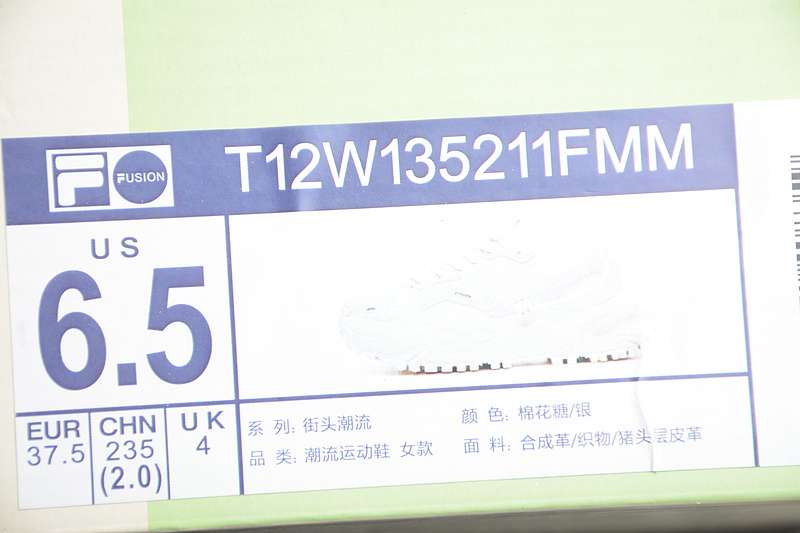 F FUSION T12W135211FMM
US
6.5
EUR 37.5
CHN 235 (2.0)
UK 4
系 列: 街头潮流
颜 色: 棉花糖/银
品 类: 潮流运动鞋 女款
面 料: 合成革/织物/猪头层皮革